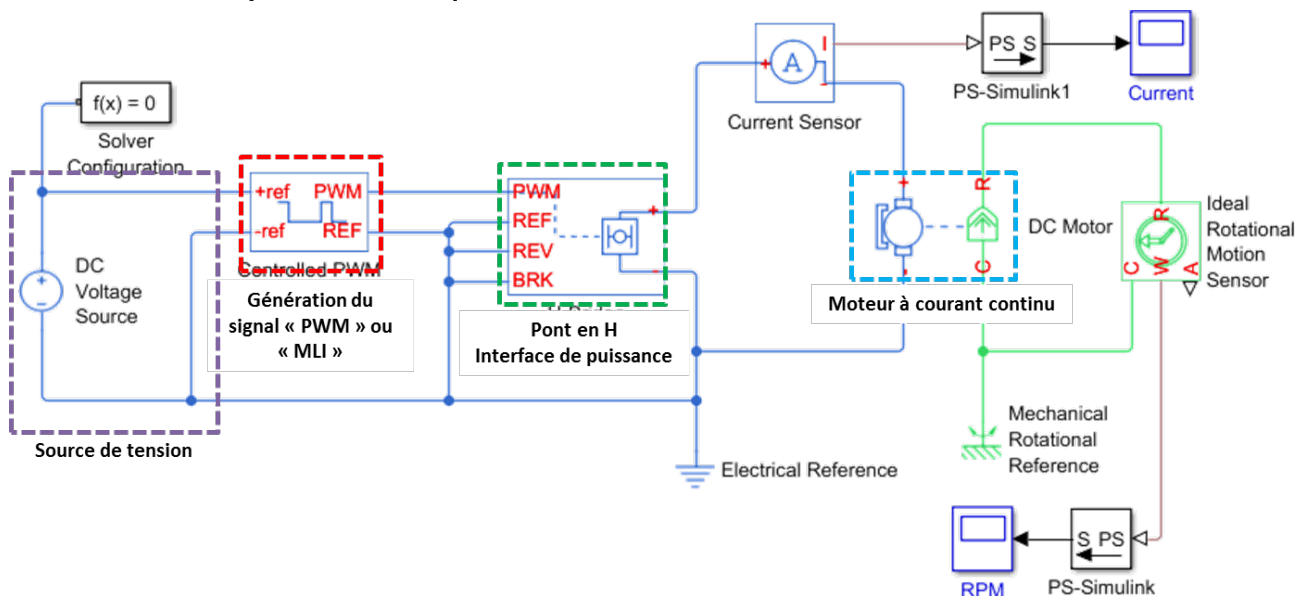 f(x) = 0
Solver
Configuration
DC
Voltage
Source
Source de tension
+ref
PWM
-ref
REF
Controlled PWM
Génération du
signal « PWM » ou
« MLI »
PWM
REF
REV
BRK
+
-
Pont en H
Interface de puissance
+
A
I
-
Current Sensor
PS S
PS-Simulink1
Current
+
R
-
C
DC Motor
Moteur à courant continu
R
C
W
A
Ideal
Rotational
Motion
Sensor
Mechanical
Rotational
Reference
Electrical Reference
RPM
S PS
PS-Simulink